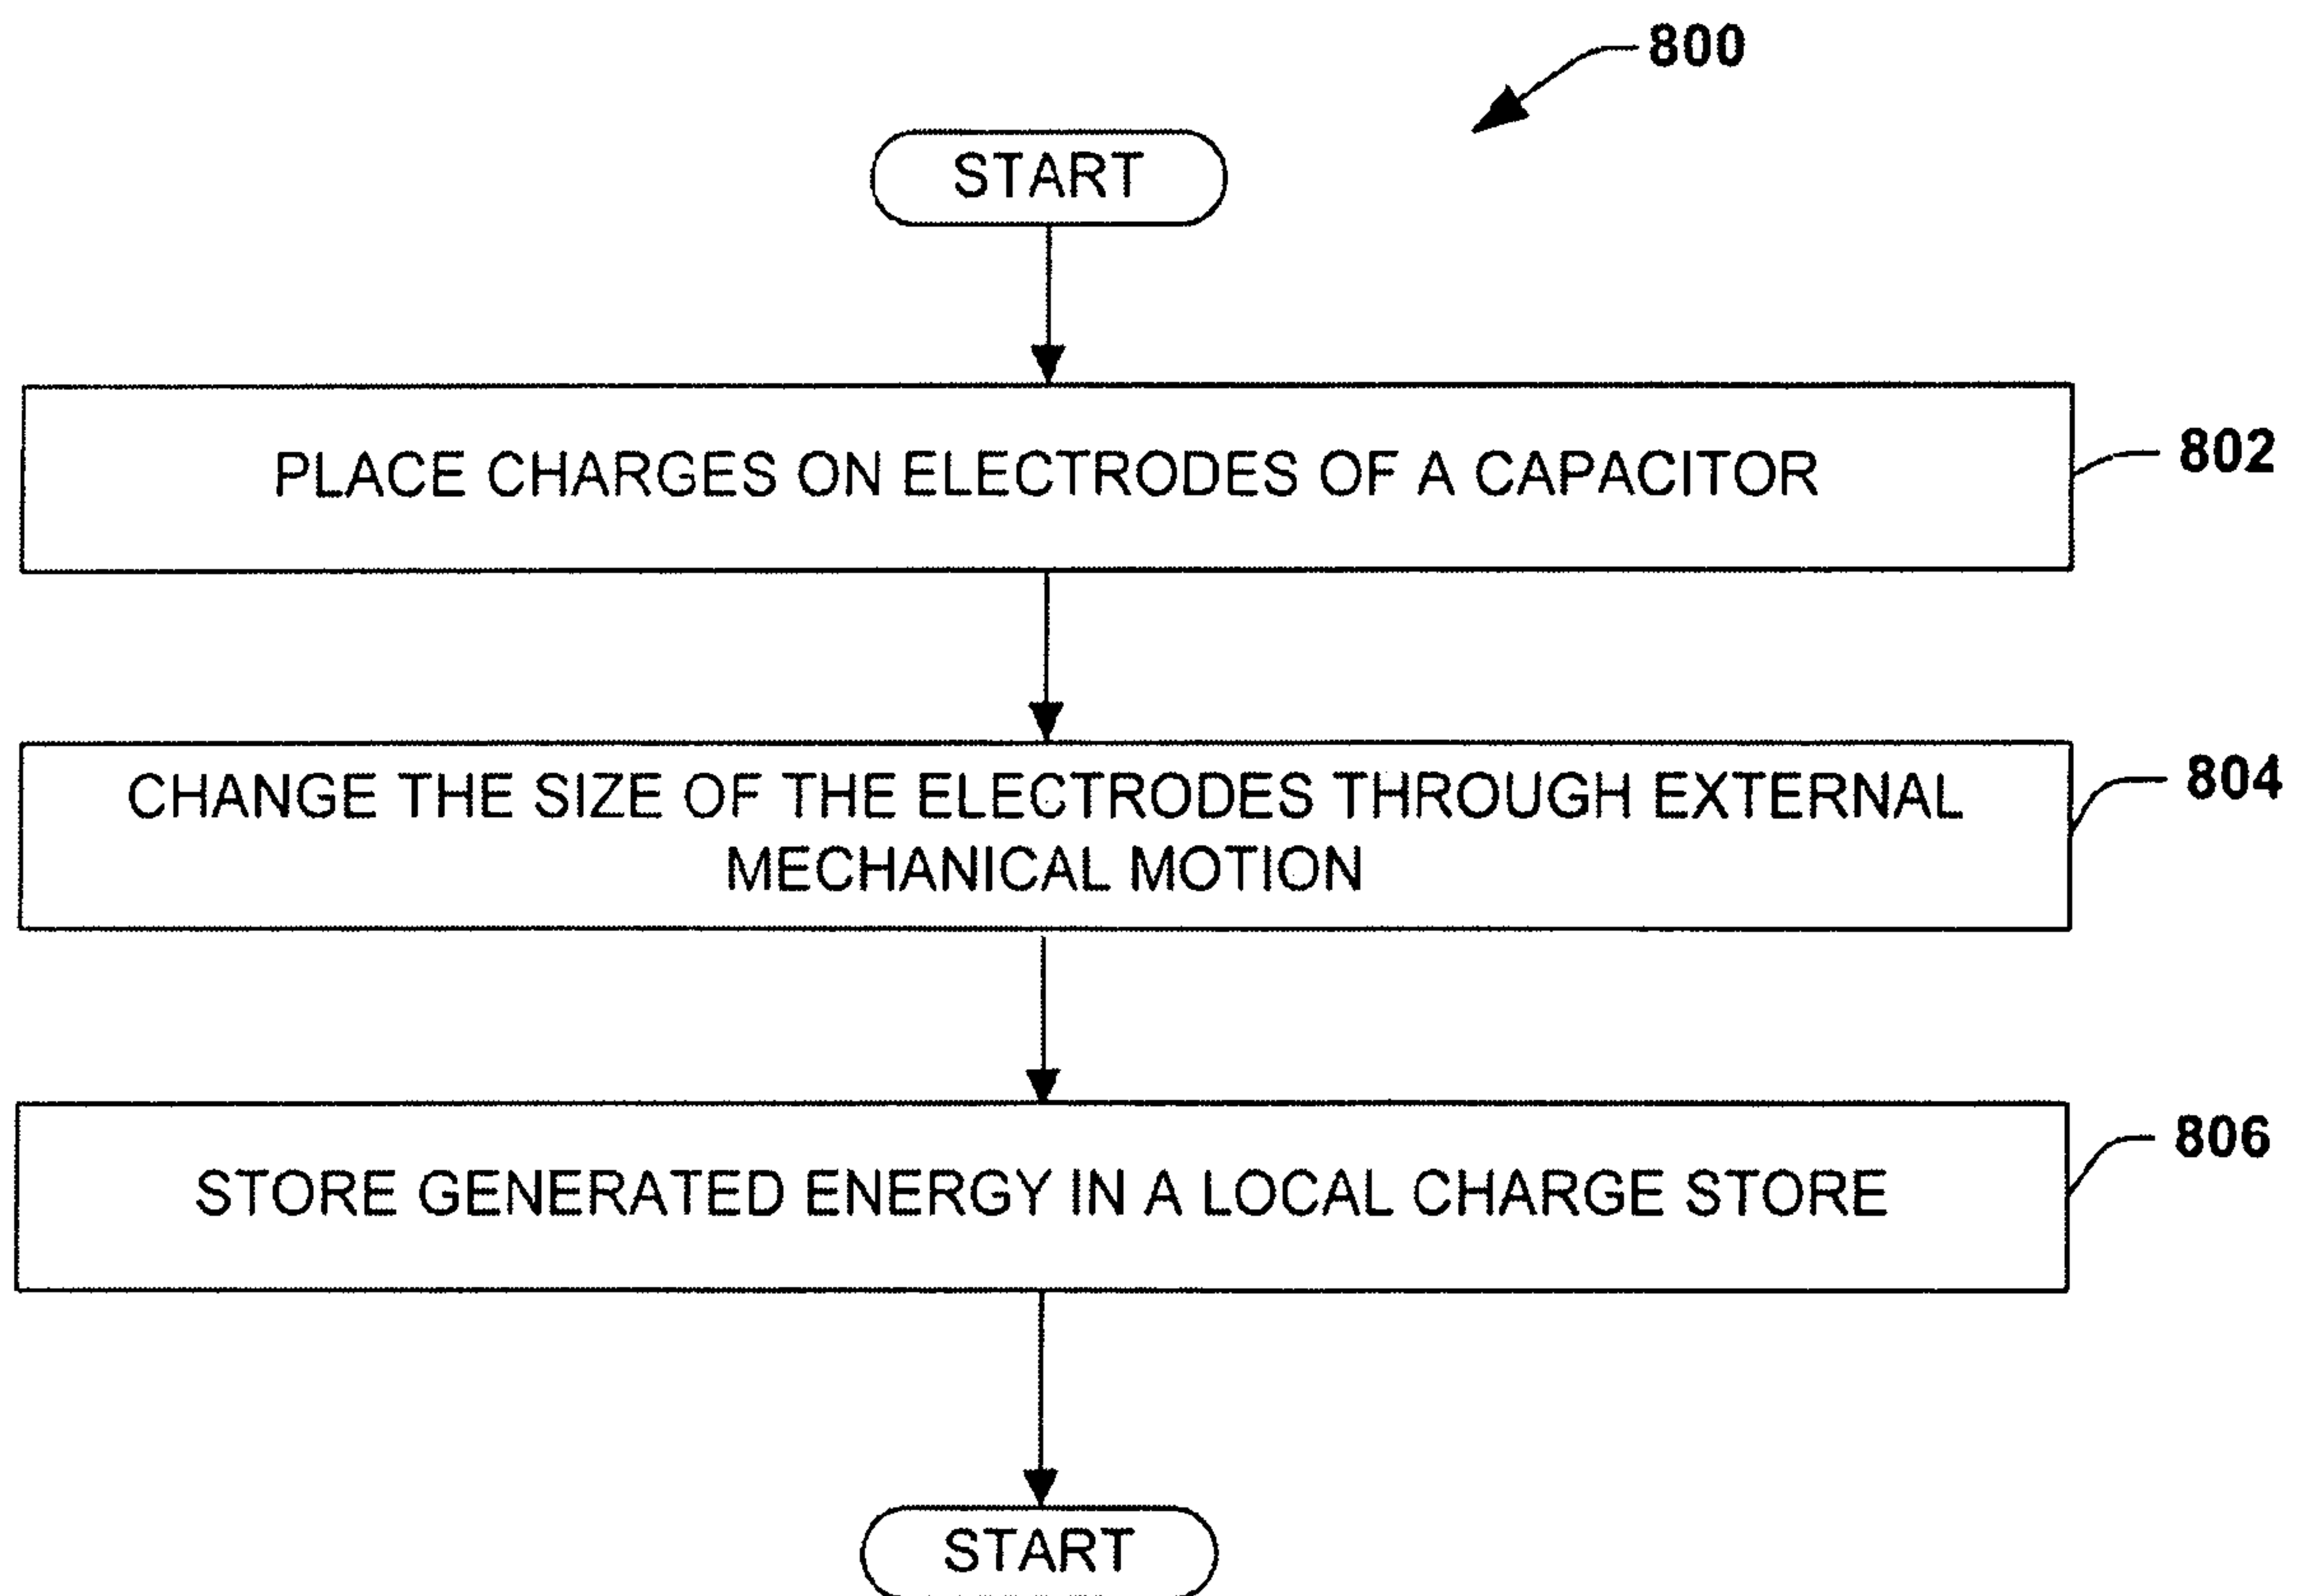 800
START
PLACE CHARGES ON ELECTRODES OF A CAPACITOR
802
CHANGE THE SIZE OF THE ELECTRODES THROUGH EXTERNAL
MECHANICAL MOTION
804
STORE GENERATED ENERGY IN A LOCAL CHARGE STORE
806
START